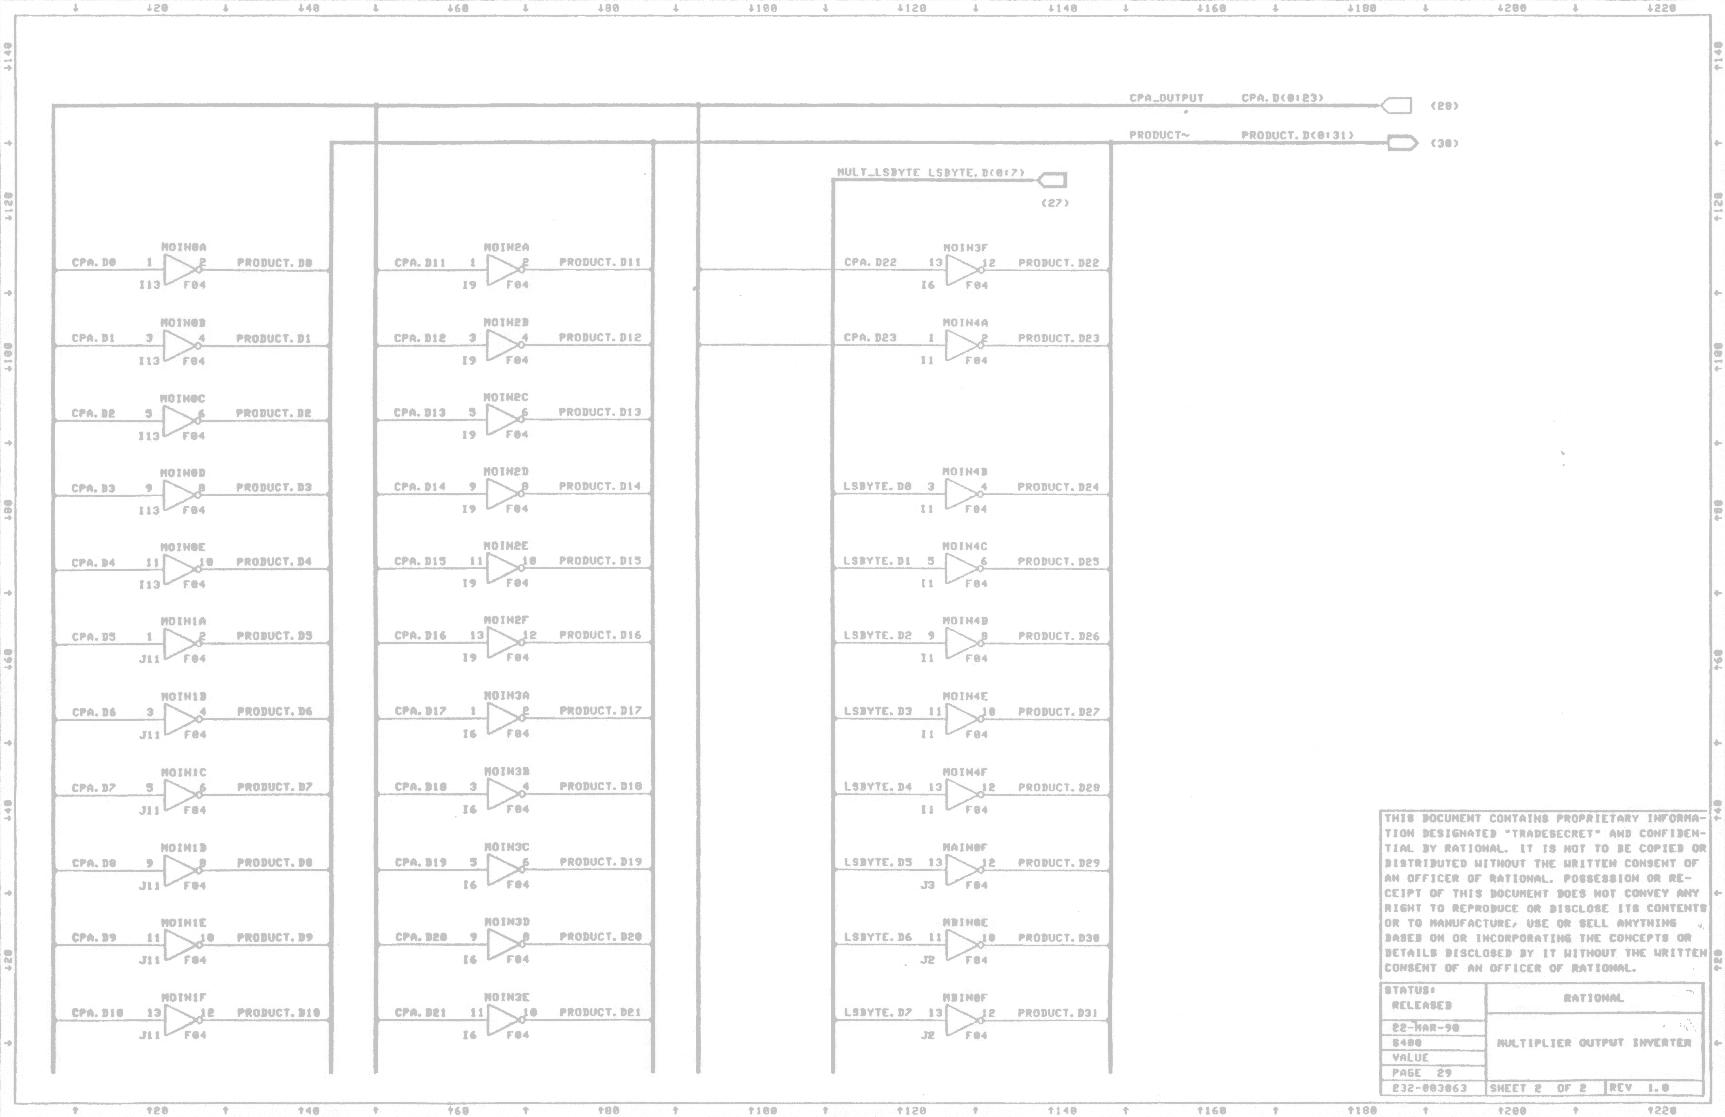 ↓ ↓20 ↓ ↓40 ↓ ↓60 ↓ ↓80 ↓ ↓100 ↓ ↓120 ↓ ↓140 ↓ ↓160 ↓ ↓180 ↓ ↓200 ↓ ↓220
CPA_OUTPUT CPA.D(0:23) (28)
PRODUCT~ PRODUCT.D(0:31) (30)
MULT_LSBYTE LSBYTE.D(0:7)
(27)
MOIN0A
CPA.D0 1 2 PRODUCT.D0
I13 F04
MOIN0B
CPA.D1 3 4 PRODUCT.D1
I13 F04
MOIN0C
CPA.D2 5 6 PRODUCT.D2
I13 F04
MOIN0D
CPA.D3 9 8 PRODUCT.D3
I13 F04
MOIN0E
CPA.D4 11 10 PRODUCT.D4
I13 F04
MOIN1A
CPA.D5 1 2 PRODUCT.D5
J11 F04
MOIN1B
CPA.D6 3 4 PRODUCT.D6
J11 F04
MOIN1C
CPA.D7 5 6 PRODUCT.D7
J11 F04
MOIN1D
CPA.D8 9 8 PRODUCT.D8
J11 F04
MOIN1E
CPA.D9 11 10 PRODUCT.D9
J11 F04
MOIN1F
CPA.D10 13 12 PRODUCT.D10
J11 F04
MOIN2A
CPA.D11 1 2 PRODUCT.D11
I9 F04
MOIN2B
CPA.D12 3 4 PRODUCT.D12
I9 F04
MOIN2C
CPA.D13 5 6 PRODUCT.D13
I9 F04
MOIN2D
CPA.D14 9 8 PRODUCT.D14
I9 F04
MOIN2E
CPA.D15 11 10 PRODUCT.D15
I9 F04
MOIN2F
CPA.D16 13 12 PRODUCT.D16
I9 F04
MOIN3A
CPA.D17 1 2 PRODUCT.D17
I6 F04
MOIN3B
CPA.D18 3 4 PRODUCT.D18
I6 F04
MOIN3C
CPA.D19 5 6 PRODUCT.D19
I6 F04
MOIN3D
CPA.D20 9 8 PRODUCT.D20
I6 F04
MOIN3E
CPA.D21 11 10 PRODUCT.D21
I6 F04
MOIN3F
CPA.D22 13 12 PRODUCT.D22
I6 F04
MOIN4A
CPA.D23 1 2 PRODUCT.D23
I1 F04
MOIN4B
LSBYTE.D0 3 4 PRODUCT.D24
I1 F04
MOIN4C
LSBYTE.D1 5 6 PRODUCT.D25
I1 F04
MOIN4D
LSBYTE.D2 9 8 PRODUCT.D26
I1 F04
MOIN4E
LSBYTE.D3 11 10 PRODUCT.D27
I1 F04
MOIN4F
LSBYTE.D4 13 12 PRODUCT.D28
I1 F04
MAIN0F
LSBYTE.D5 13 12 PRODUCT.D29
J3 F04
MBIN0E
LSBYTE.D6 11 10 PRODUCT.D30
J2 F04
MBIN0F
LSBYTE.D7 13 12 PRODUCT.D31
J2 F04
THIS DOCUMENT CONTAINS PROPRIETARY INFORMA-
TION DESIGNATED "TRADESECRET" AND CONFIDEN-
TIAL BY RATIONAL. IT IS NOT TO BE COPIED OR
DISTRIBUTED WITHOUT THE WRITTEN CONSENT OF
AN OFFICER OF RATIONAL. POSSESSION OR RE-
CEIPT OF THIS DOCUMENT DOES NOT CONVEY ANY
RIGHT TO REPRODUCE OR DISCLOSE ITS CONTENTS
OR TO MANUFACTURE, USE OR SELL ANYTHING
BASED ON OR INCORPORATING THE CONCEPTS OR
DETAILS DISCLOSED BY IT WITHOUT THE WRITTEN
CONSENT OF AN OFFICER OF RATIONAL.
STATUS:
RELEASED
RATIONAL
22-MAR-90
S400
VALUE
MULTIPLIER OUTPUT INVERTER
PAGE 29
232-003063 SHEET 2 OF 2 REV 1.0
↑ ↑20 ↑ ↑40 ↑ ↑60 ↑ ↑80 ↑ ↑100 ↑ ↑120 ↑ ↑140 ↑ ↑160 ↑ ↑180 ↑ ↑200 ↑ ↑220
→140 → →120 → →100 → →80 → →60 → →40 → →20 →
←140 ← ←120 ← ←100 ← ←80 ← ←60 ← ←40 ← ←20 ←